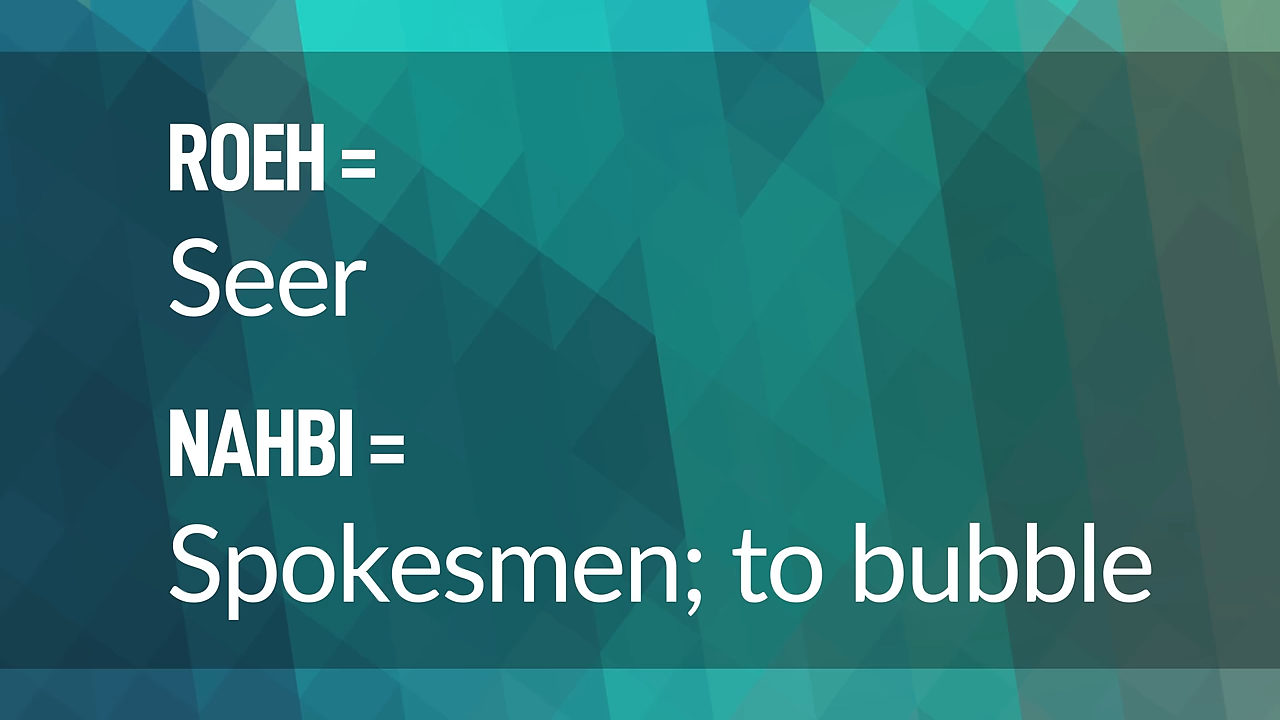 ROEH =
Seer
NAHBI =
Spokesmen; to bubble